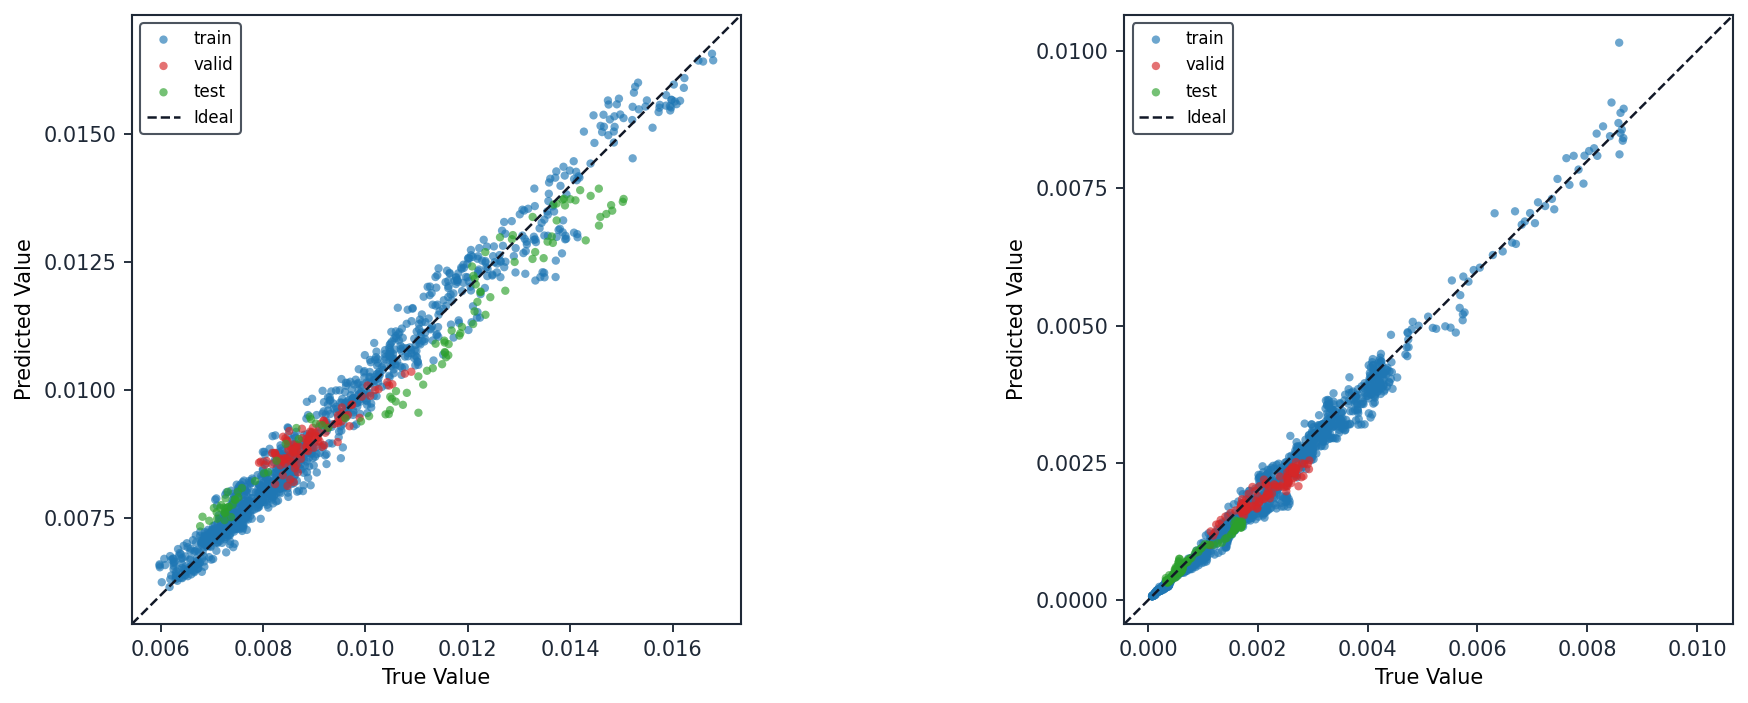 train
valid
test
Ideal
0.0150
0.0125
0.0100
0.0075
Predicted Value
0.006 0.008 0.010 0.012 0.014 0.016
True Value
train
valid
test
Ideal
0.0100
0.0075
0.0050
0.0025
0.0000
Predicted Value
0.000 0.002 0.004 0.006 0.008 0.010
True Value